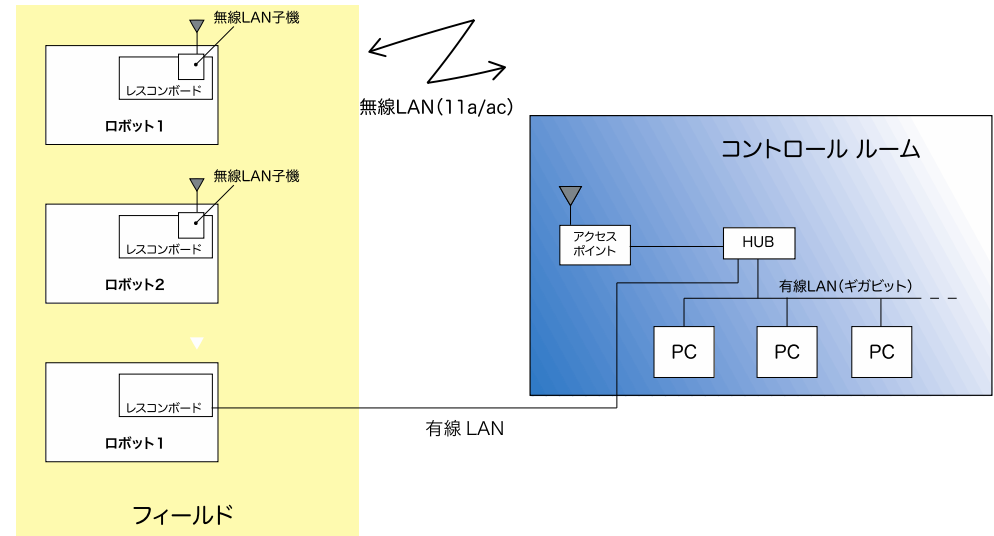 無線LAN子機
レスコンボード
ロボット1
無線LAN子機
レスコンボード
ロボット2
レスコンボード
ロボット1
フィールド
無線LAN(11a/ac)
有線 LAN
コントロール ルーム
アクセス
ポイント
HUB
有線LAN(ギガビット)
PC
PC
PC